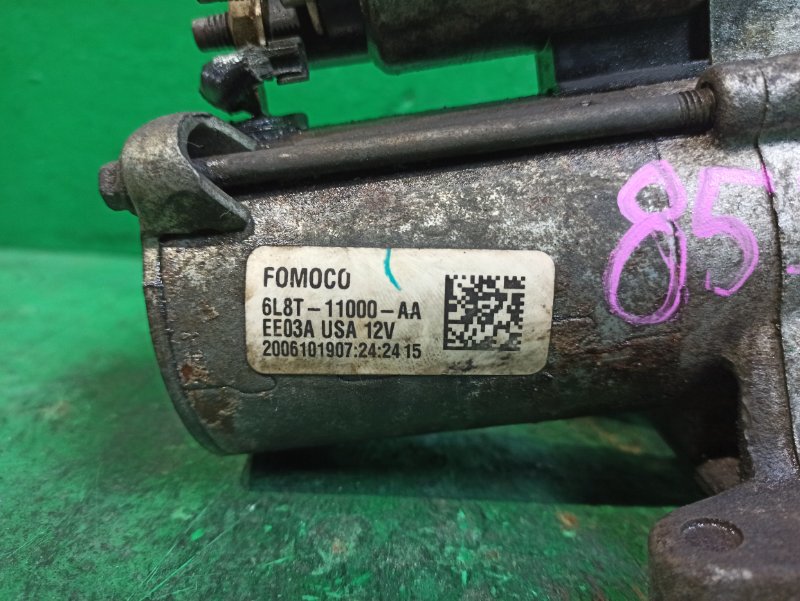 FOMOCO
6L8T-11000-AA
EE03A USA 12V
2006101907:24:24 15
85-